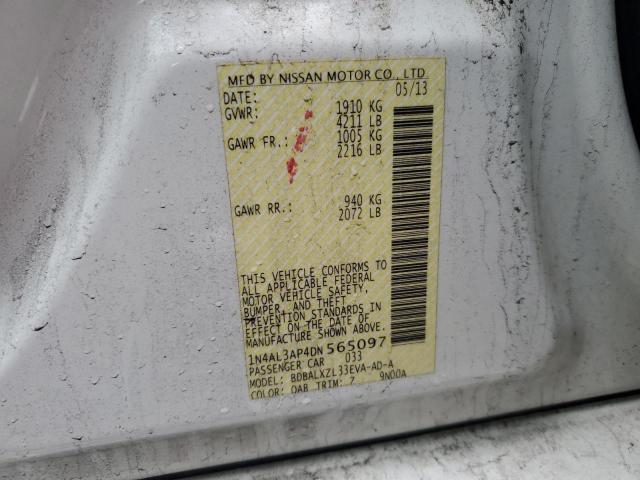 MFD BY NISSAN MOTOR CO., LTD
DATE: 05/13
GVWR: 1910 KG
4211 LB
GAWR FR.: 1005 KG
2216 LB
GAWR RR.: 940 KG
2072 LB
THIS VEHICLE CONFORMS TO
ALL APPLICABLE FEDERAL
MOTOR VEHICLE SAFETY,
BUMPER, AND THEFT
PREVENTION STANDARDS IN
EFFECT ON THE DATE OF
MANUFACTURE SHOWN ABOVE.
1N4AL3AP4DN565097
PASSENGER CAR 033
MODEL: BDBALXZL33EVA-AD-A
COLOR: QAB TRIM: Z 9N00A